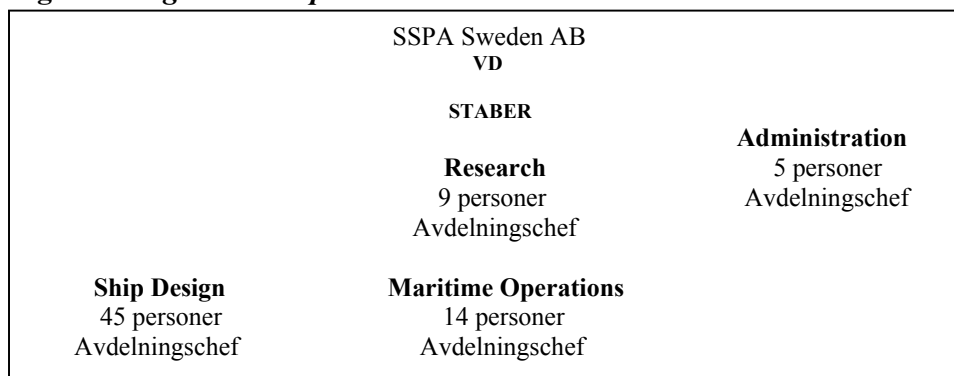 SSPA Sweden AB
VD
STABER
Administration
5 personer
Avdelningschef
Research
9 personer
Avdelningschef
Ship Design
45 personer
Avdelningschef
Maritime Operations
14 personer
Avdelningschef